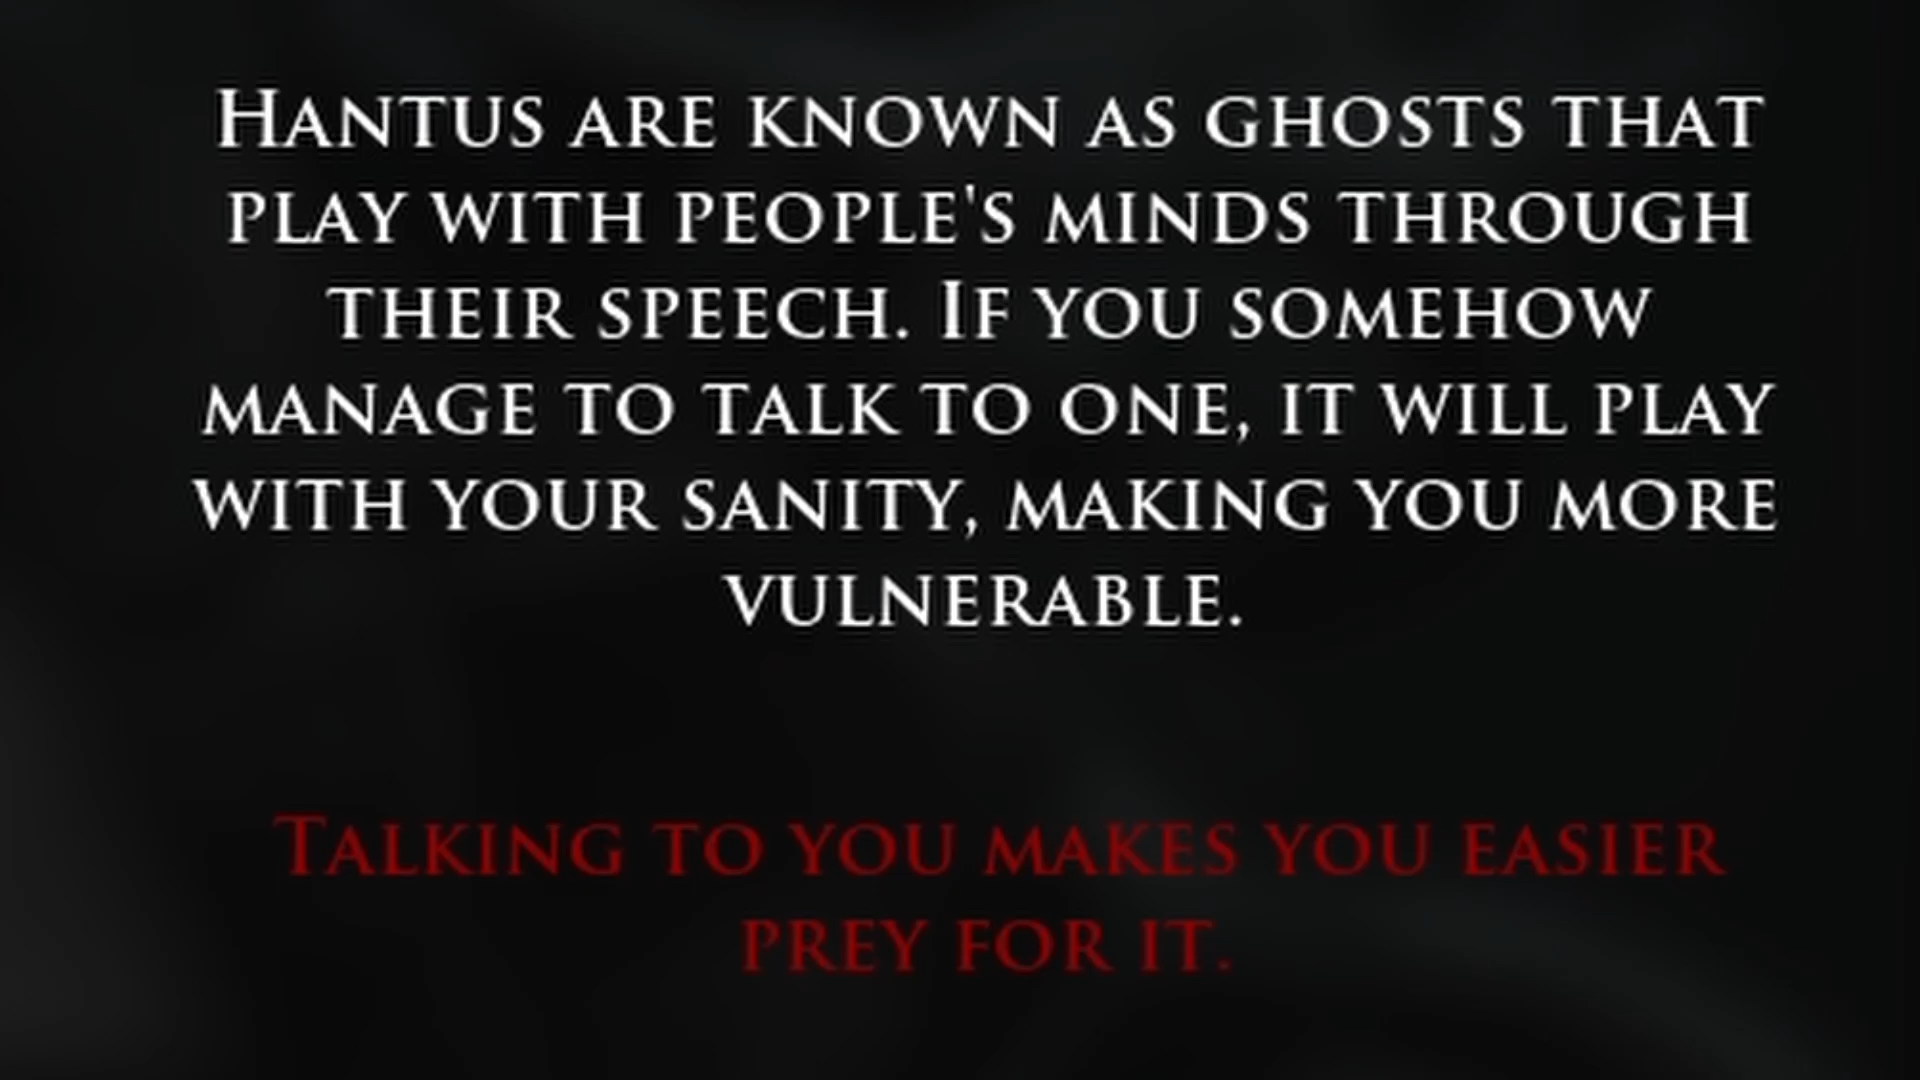 Hantus are known as ghosts that
play with people's minds through
their speech. If you somehow
manage to talk to one, it will play
with your sanity, making you more
vulnerable.
Talking to you makes you easier
prey for it.